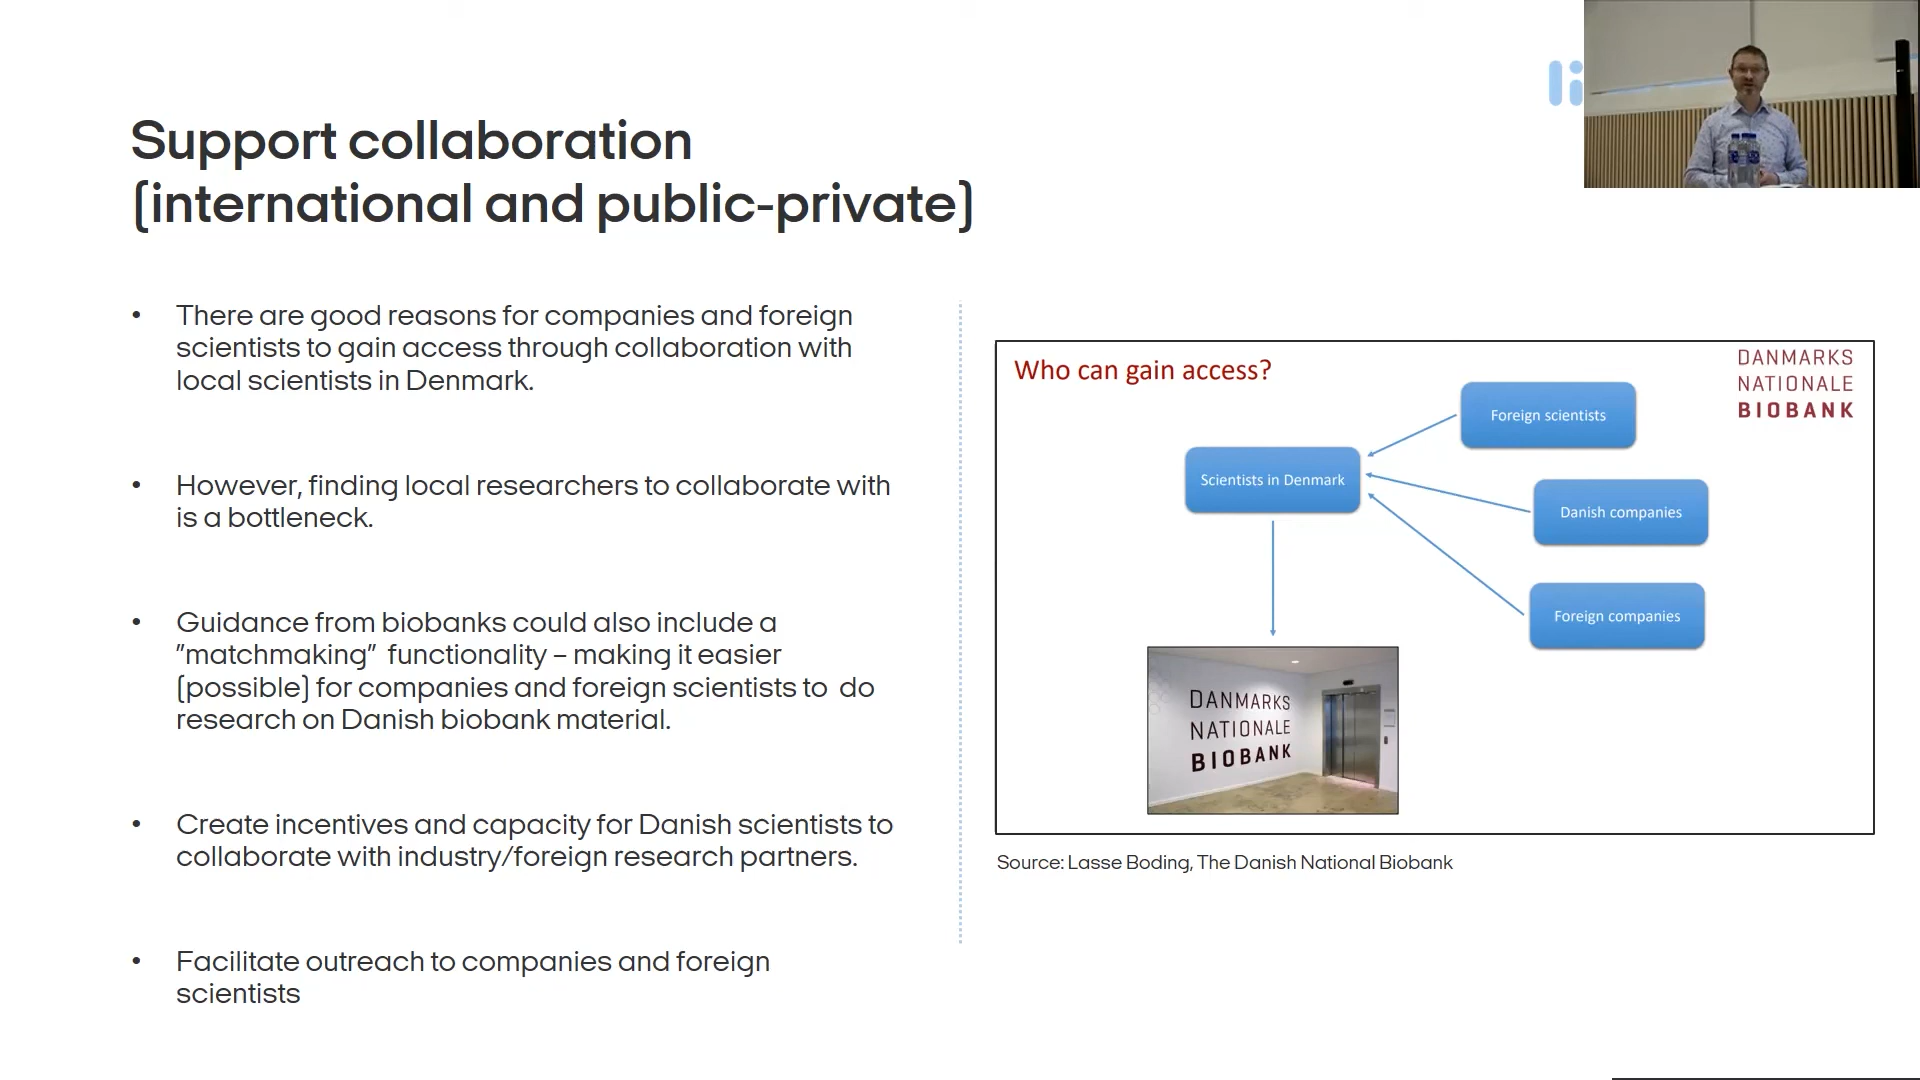 Support collaboration
(international and public-private)
• There are good reasons for companies and foreign
scientists to gain access through collaboration with
local scientists in Denmark.
• However, finding local researchers to collaborate with
is a bottleneck.
• Guidance from biobanks could also include a
”matchmaking” functionality – making it easier
(possible) for companies and foreign scientists to do
research on Danish biobank material.
• Create incentives and capacity for Danish scientists to
collaborate with industry/foreign research partners.
• Facilitate outreach to companies and foreign
scientists
li
Who can gain access?
DANMARKS
NATIONALE
BIOBANK
Foreign scientists
Scientists in Denmark
Danish companies
Foreign companies
DANMARKS
NATIONALE
BIOBANK
Source: Lasse Boding, The Danish National Biobank